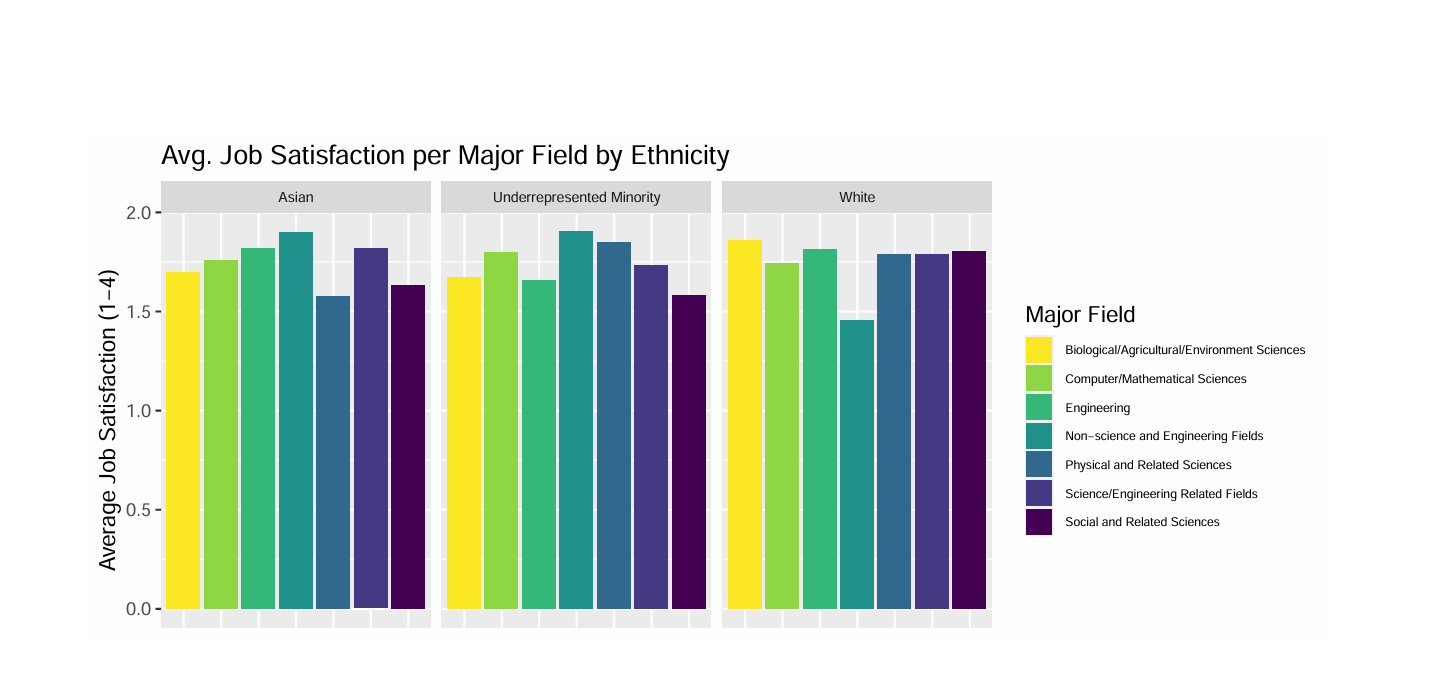 Avg. Job Satisfaction per Major Field by Ethnicity
Asian
Underrepresented Minority
White
Average Job Satisfaction (1−4)
2.0
1.5
1.0
0.5
0.0
Major Field
Biological/Agricultural/Environment Sciences
Computer/Mathematical Sciences
Engineering
Non−science and Engineering Fields
Physical and Related Sciences
Science/Engineering Related Fields
Social and Related Sciences